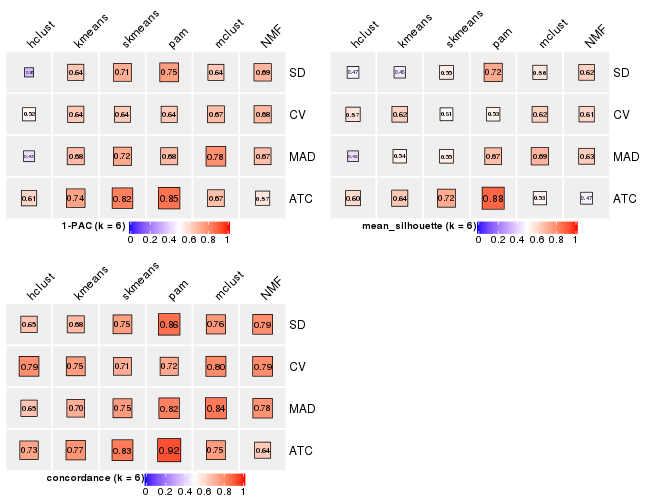 hclust kmeans skmeans pam mclust NMF
0.64 0.71 0.75 0.64 0.69 SD
0.52 0.64 0.64 0.64 0.67 0.68 CV
0.43 0.68 0.72 0.68 0.78 0.67 MAD
0.61 0.74 0.82 0.85 0.67 0.57 ATC
1-PAC (k = 6)
0 0.2 0.4 0.6 0.8 1
hclust kmeans skmeans pam mclust NMF
0.47 0.45 0.55 0.72 0.56 0.62 SD
0.57 0.62 0.51 0.53 0.62 0.61 CV
0.54 0.55 0.67 0.69 0.63 MAD
0.60 0.64 0.72 0.88 0.53 0.47 ATC
mean_silhouette (k = 6)
0 0.2 0.4 0.6 0.8 1
hclust kmeans skmeans pam mclust NMF
0.65 0.68 0.75 0.86 0.76 0.79 SD
0.79 0.75 0.71 0.72 0.80 0.79 CV
0.65 0.70 0.75 0.82 0.84 0.78 MAD
0.73 0.77 0.83 0.92 0.75 0.64 ATC
concordance (k = 6)
0 0.2 0.4 0.6 0.8 1